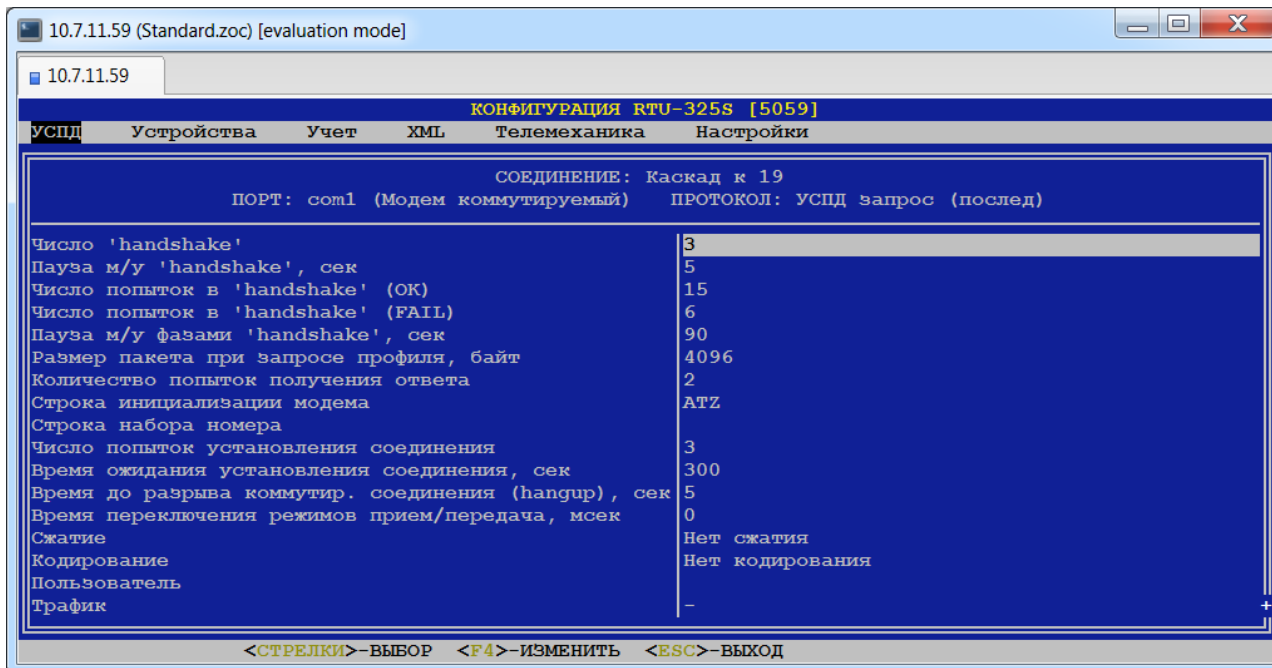 10.7.11.59 (Standard.zoc) [evaluation mode]
10.7.11.59
КОНФИГУРАЦИЯ RTU-325S [5059]
УСПД Устройства Учет XML Телемеханика Настройки
СОЕДИНЕНИЕ: Каскад к 19
ПОРТ: com1 (Модем коммутируемый) ПРОТОКОЛ: УСПД запрос (послед)
Число 'handshake' 3
Пауза м/у 'handshake', сек 5
Число попыток в 'handshake' (OK) 15
Число попыток в 'handshake' (FAIL) 6
Пауза м/у фазами 'handshake', сек 90
Размер пакета при запросе профиля, байт 4096
Количество попыток получения ответа 2
Строка инициализации модема ATZ
Строка набора номера
Число попыток установления соединения 3
Время ожидания установления соединения, сек 300
Время до разрыва коммутир. соединения (hangup), сек 5
Время переключения режимов прием/передача, мсек 0
Сжатие Нет сжатия
Кодирование Нет кодирования
Пользователь
Трафик - +
<СТРЕЛКИ>-ВЫБОР <F4>-ИЗМЕНИТЬ <ESC>-ВЫХОД